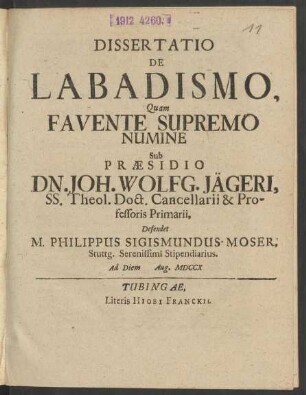 1912 4260.
11
DISSERTATIO
DE
LABADISMO,
Quam
FAVENTE SUPREMO
NUMINE
Sub
PRÆSIDIO
DN. JOH. WOLFG. JÄGERI,
SS. Theol. Doct. Cancellarii & Pro-
fessoris Primarii,
Defendet
M. PHILIPPUS SIGISMUNDUS MOSER,
Stuttg. Serenissimi Stipendiarius.
Ad Diem Aug. MDCCX
TUBINGAE,
Literis HIOBI FRANCKII.